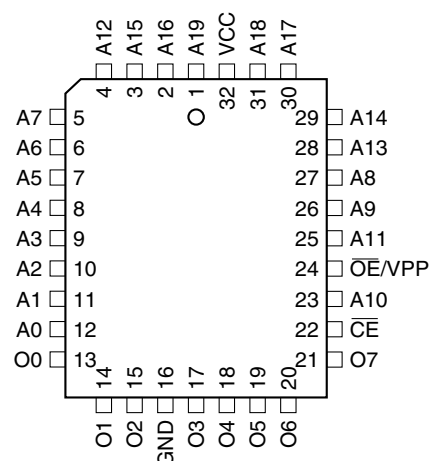 A12 A15 A16 A19 VCC A18 A17
4 3 2 1 32 31 30
A7 5 29 A14
A6 6 28 A13
A5 7 27 A8
A4 8 26 A9
A3 9 25 A11
A2 10 24 O̅E̅/VPP
A1 11 23 A10
A0 12 22 C̅E̅
O0 13 21 O7
14 15 16 17 18 19 20
O1 O2 GND O3 O4 O5 O6